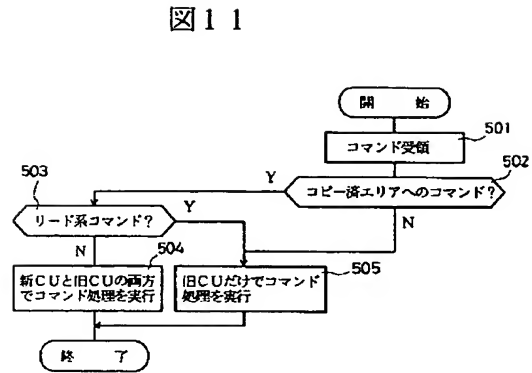 図11
開 始
501
コマンド受領
502
コピー済エリアへのコマンド?
Y
N
503
リード系コマンド?
Y
N
504
新CUと旧CUの両方
でコマンド処理を実行
505
旧CUだけでコマンド
処理を実行
終 了